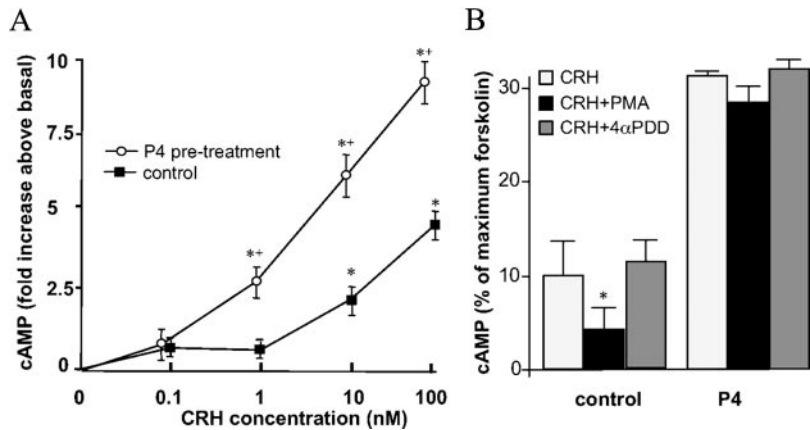 A
cAMP (fold increase above basal)
10
7.5
5
2.5
0
P4 pre-treatment
control
*+
*+
*+
*
*
0
0.1
1
10
100
CRH concentration (nM)
B
cAMP (% of maximum forskolin)
30
20
10
0
CRH
CRH+PMA
CRH+4αPDD
*
control
P4